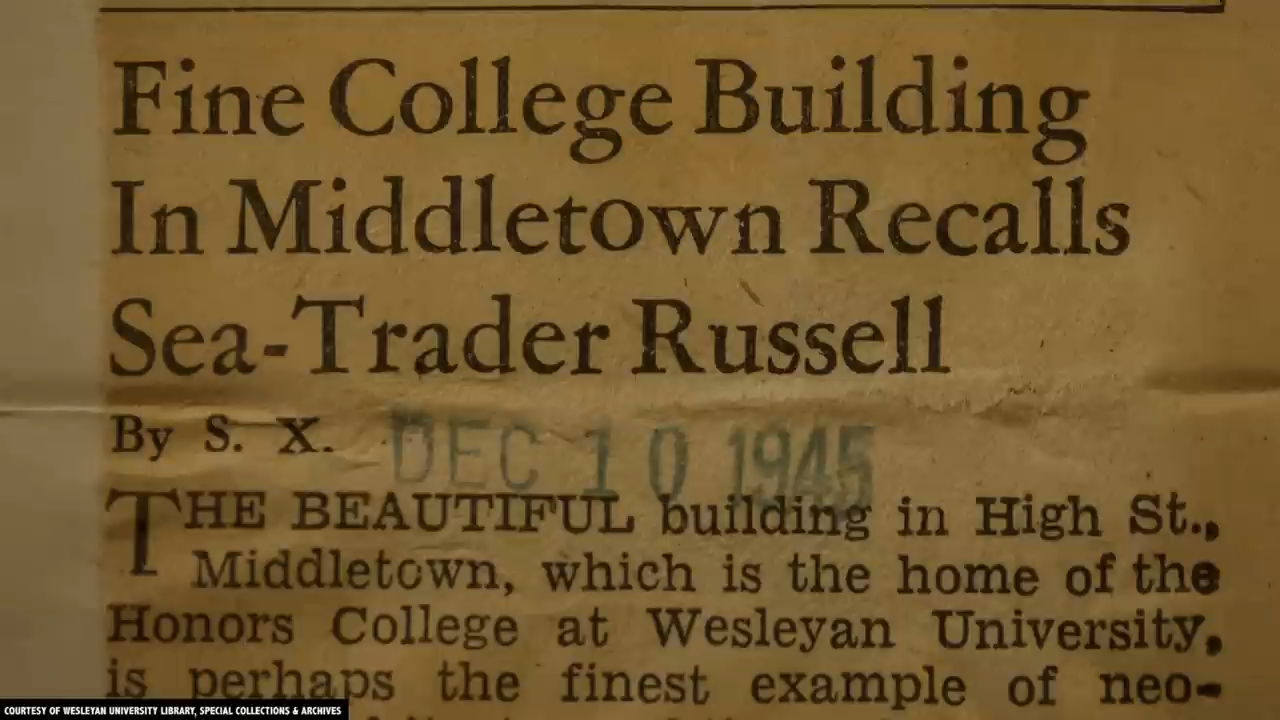 Fine College Building
In Middletown Recalls
Sea-Trader Russell
By S. X.
DEC 10 1945
THE BEAUTIFUL building in High St.,
Middletown, which is the home of the
Honors College at Wesleyan University,
is perhaps the finest example of neo-
COURTESY OF WESLEYAN UNIVERSITY LIBRARY, SPECIAL COLLECTIONS & ARCHIVES